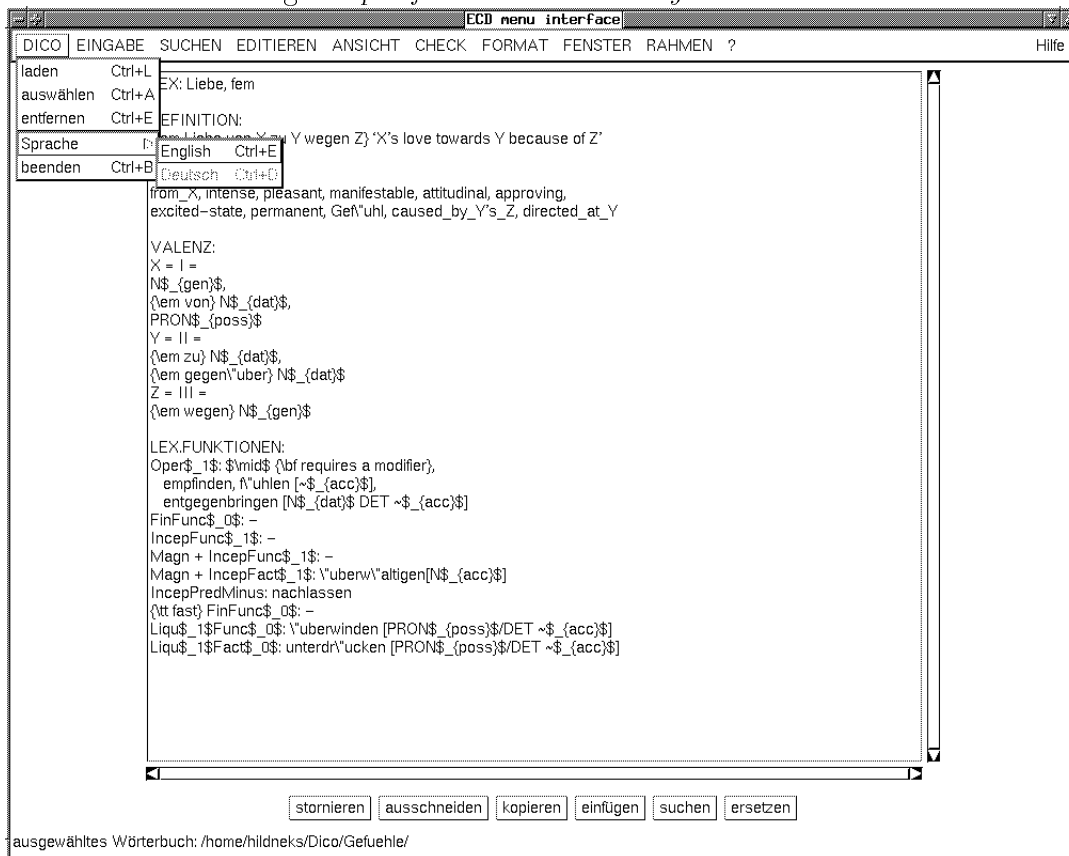 ECD menu interface
DICO EINGABE SUCHEN EDITIEREN ANSICHT CHECK FORMAT FENSTER RAHMEN ? Hilfe
laden Ctrl+L
auswählen Ctrl+A
entfernen Ctrl+E
Sprache
beenden Ctrl+B
English Ctrl+E
Deutsch Ctrl+D
EX: Liebe, fem
EFINITION:
Y wegen Z} ‘X's love towards Y because of Z’
from_X, intense, pleasant, manifestable, attitudinal, approving,
excited–state, permanent, Gef\"uhl, caused_by_Y's_Z, directed_at_Y
VALENZ:
X = I =
N$_{gen}$,
{\em von} N$_{dat}$,
PRON$_{poss}$
Y = II =
{\em zu} N$_{dat}$,
{\em gegen\"uber} N$_{dat}$
Z = III =
{\em wegen} N$_{gen}$
LEX.FUNKTIONEN:
Oper$_1$: $\mid$ {\bf requires a modifier},
empfinden, f\"uhlen [~$_{acc}$],
entgegenbringen [N$_{dat}$ DET ~$_{acc}$]
FinFunc$_0$: –
IncepFunc$_1$: –
Magn + IncepFunc$_1$: –
Magn + IncepFact$_1$: \"uberw\"altigen[N$_{acc}$]
IncepPredMinus: nachlassen
{\tt fast} FinFunc$_0$: –
Liqu$_1$Func$_0$: \"uberwinden [PRON$_{poss}$/DET ~$_{acc}$]
Liqu$_1$Fact$_0$: unterdr\"ucken [PRON$_{poss}$/DET ~$_{acc}$]
stornieren ausschneiden kopieren einfügen suchen ersetzen
ausgewähltes Wörterbuch: /home/hildneks/Dico/Gefuehle/